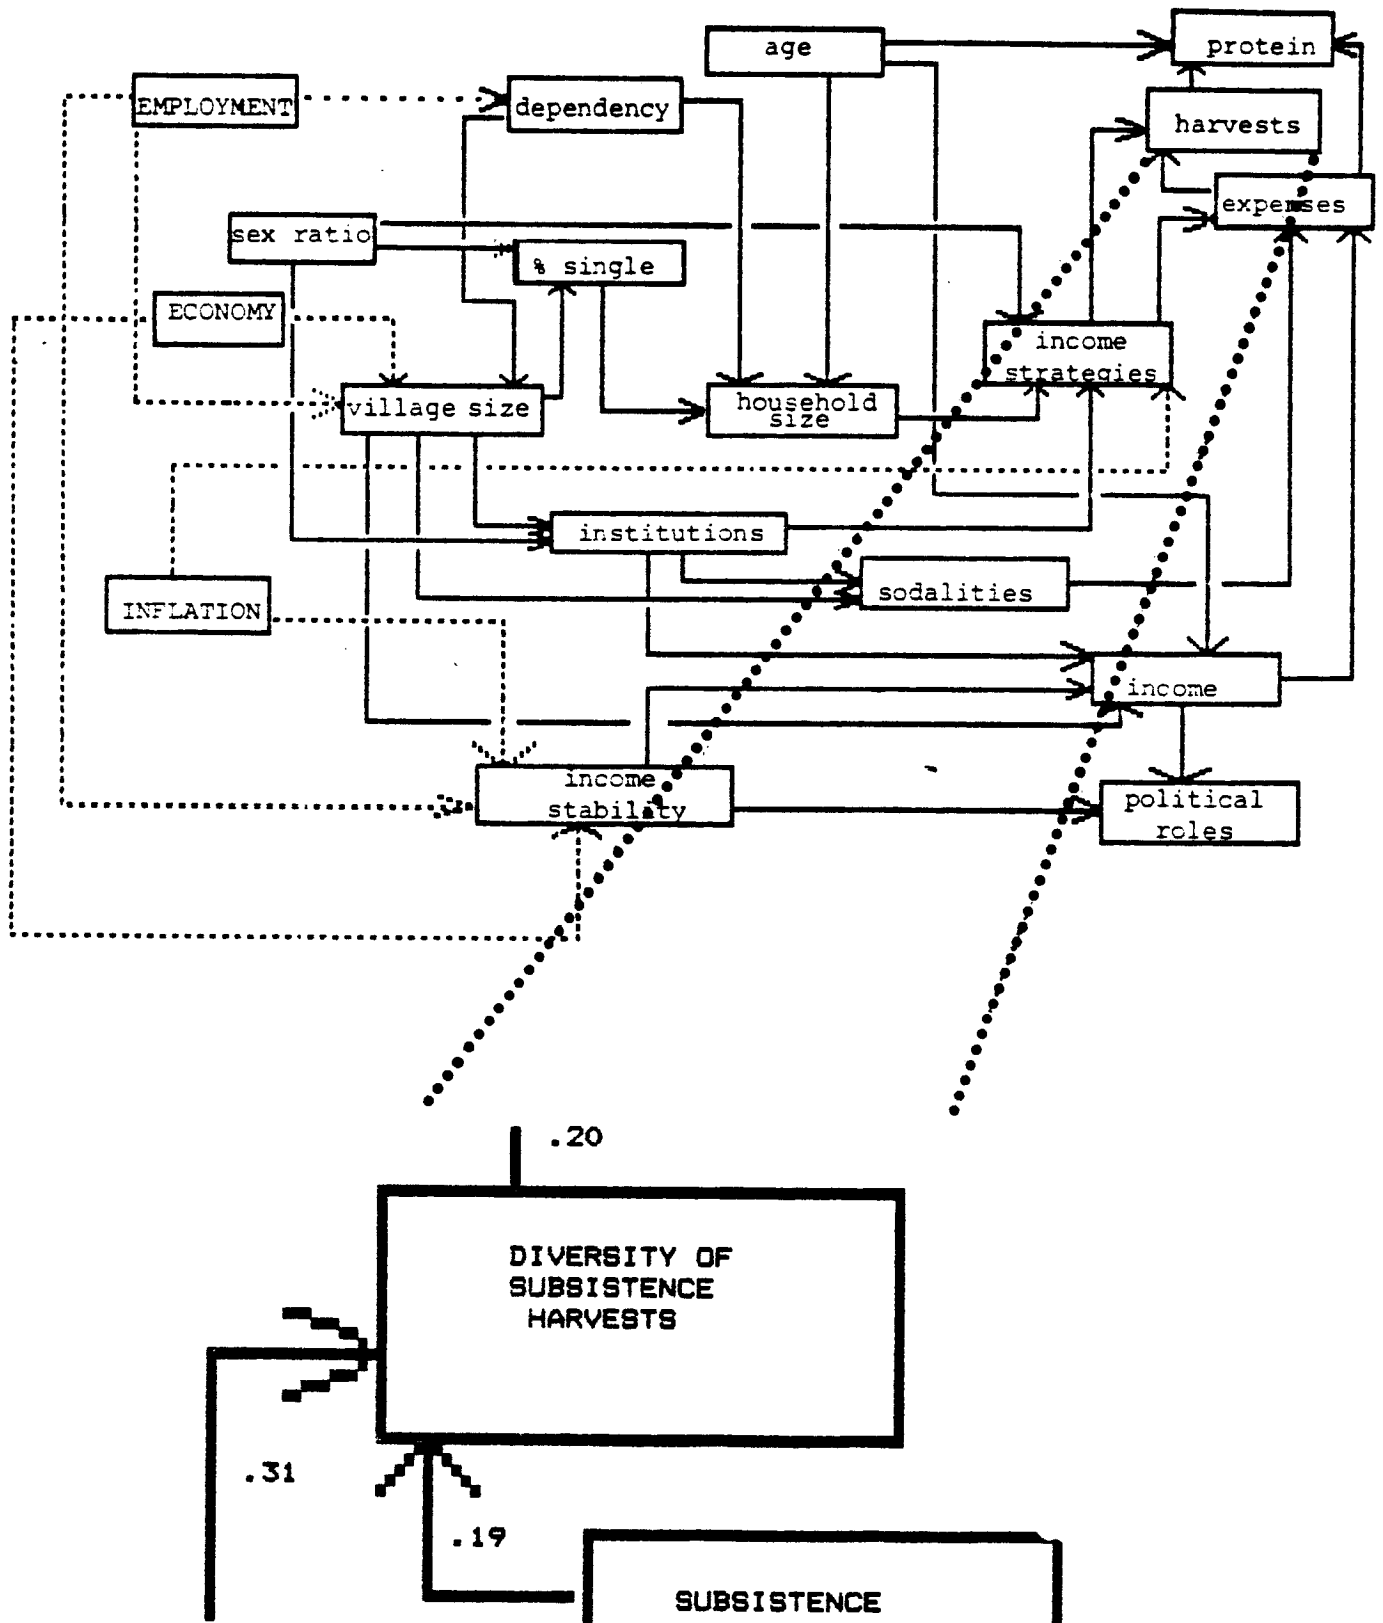 age
protein
EMPLOYMENT
dependency
harvests
expenses
sex ratio
% single
ECONOMY
income
strategies
village size
household
size
institutions
sodalities
INFLATION
income
income
stability
political
roles
.20
DIVERSITY OF
SUBSISTENCE
HARVESTS
.31
.19
SUBSISTENCE